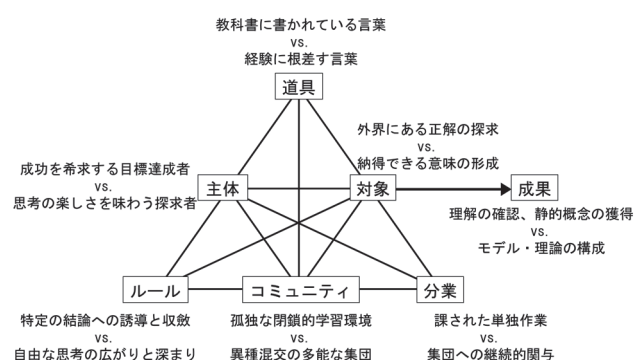 教科書に書かれている言葉
vs.
経験に根差す言葉
道具
外界にある正解の探求
vs.
納得できる意味の形成
成功を希求する目標達成者
vs.
思考の楽しさを味わう探求者
主体
対象
成果
理解の確認、静的概念の獲得
vs.
モデル・理論の構成
ルール
コミュニティ
分業
特定の結論への誘導と収斂
vs.
自由な思考の広がりと深まり
孤独な閉鎖的学習環境
vs.
異種混交の多能な集団
課された単独作業
vs.
集団への継続的関与